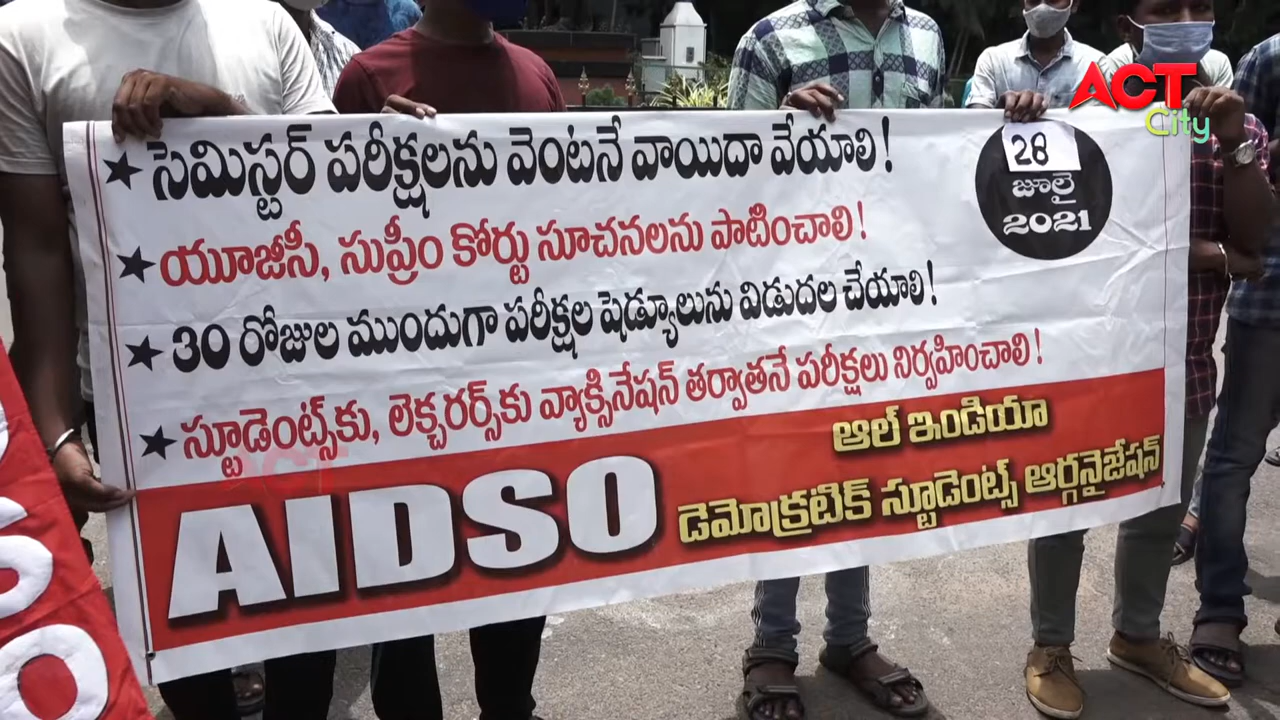 ACT
City
★ సెమిస్టర్ పరీక్షలను వెంటనే వాయిదా వేయాలి!
★ యూజీసీ, సుప్రీం కోర్టు సూచనలను పాటించాలి!
★ 30 రోజుల ముందుగా పరీక్షల షెడ్యూలును విడుదల చేయాలి!
★ స్టూడెంట్స్‌కు, లెక్చరర్స్‌కు వ్యాక్సినేషన్ తర్వాతనే పరీక్షలు నిర్వహించాలి!
28
జూలై
2021
AIDSO
ఆల్ ఇండియా
డెమోక్రటిక్ స్టూడెంట్స్ ఆర్గనైజేషన్